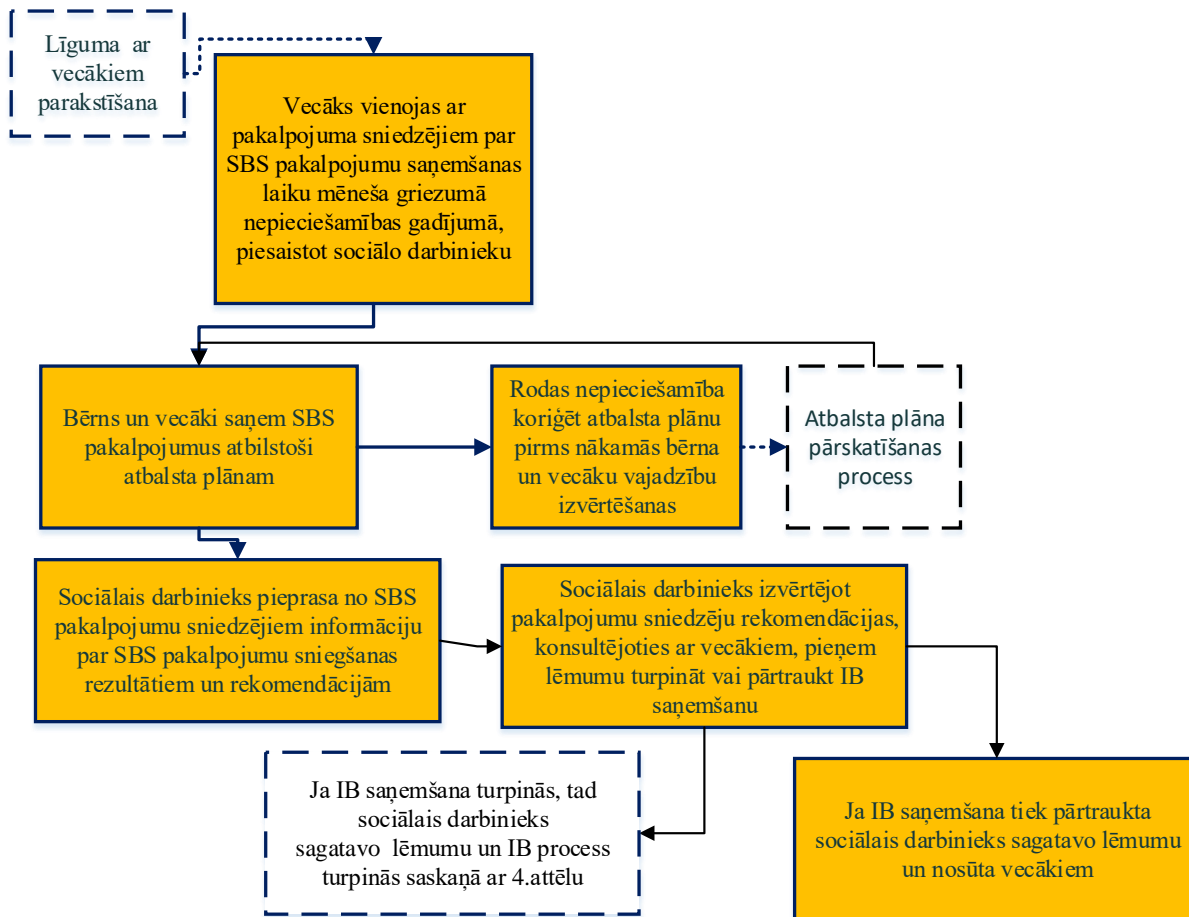 Līguma ar
vecākiem
parakstīšana
Vecāks vienojas ar
pakalpojuma sniedzējiem par
SBS pakalpojumu saņemšanas
laiku mēneša griezumā
nepieciešamības gadījumā,
piesaistot sociālo darbinieku
Bērns un vecāki saņem SBS
pakalpojumus atbilstoši
atbalsta plānam
Rodas nepieciešamība
koriģēt atbalsta plānu
pirms nākamās bērna
un vecāku vajadzību
izvērtēšanas
Atbalsta plāna
pārskatīšanas
process
Sociālais darbinieks pieprasa no SBS
pakalpojumu sniedzējiem informāciju
par SBS pakalpojumu sniegšanas
rezultātiem un rekomendācijām
Sociālais darbinieks izvērtējot
pakalpojumu sniedzēju rekomendācijas,
konsultējoties ar vecākiem, pieņem
lēmumu turpināt vai pārtraukt IB
saņemšanu
Ja IB saņemšana turpinās, tad
sociālais darbinieks
sagatavo lēmumu un IB process
turpinās saskaņā ar 4.attēlu
Ja IB saņemšana tiek pārtraukta
sociālais darbinieks sagatavo lēmumu
un nosūta vecākiem